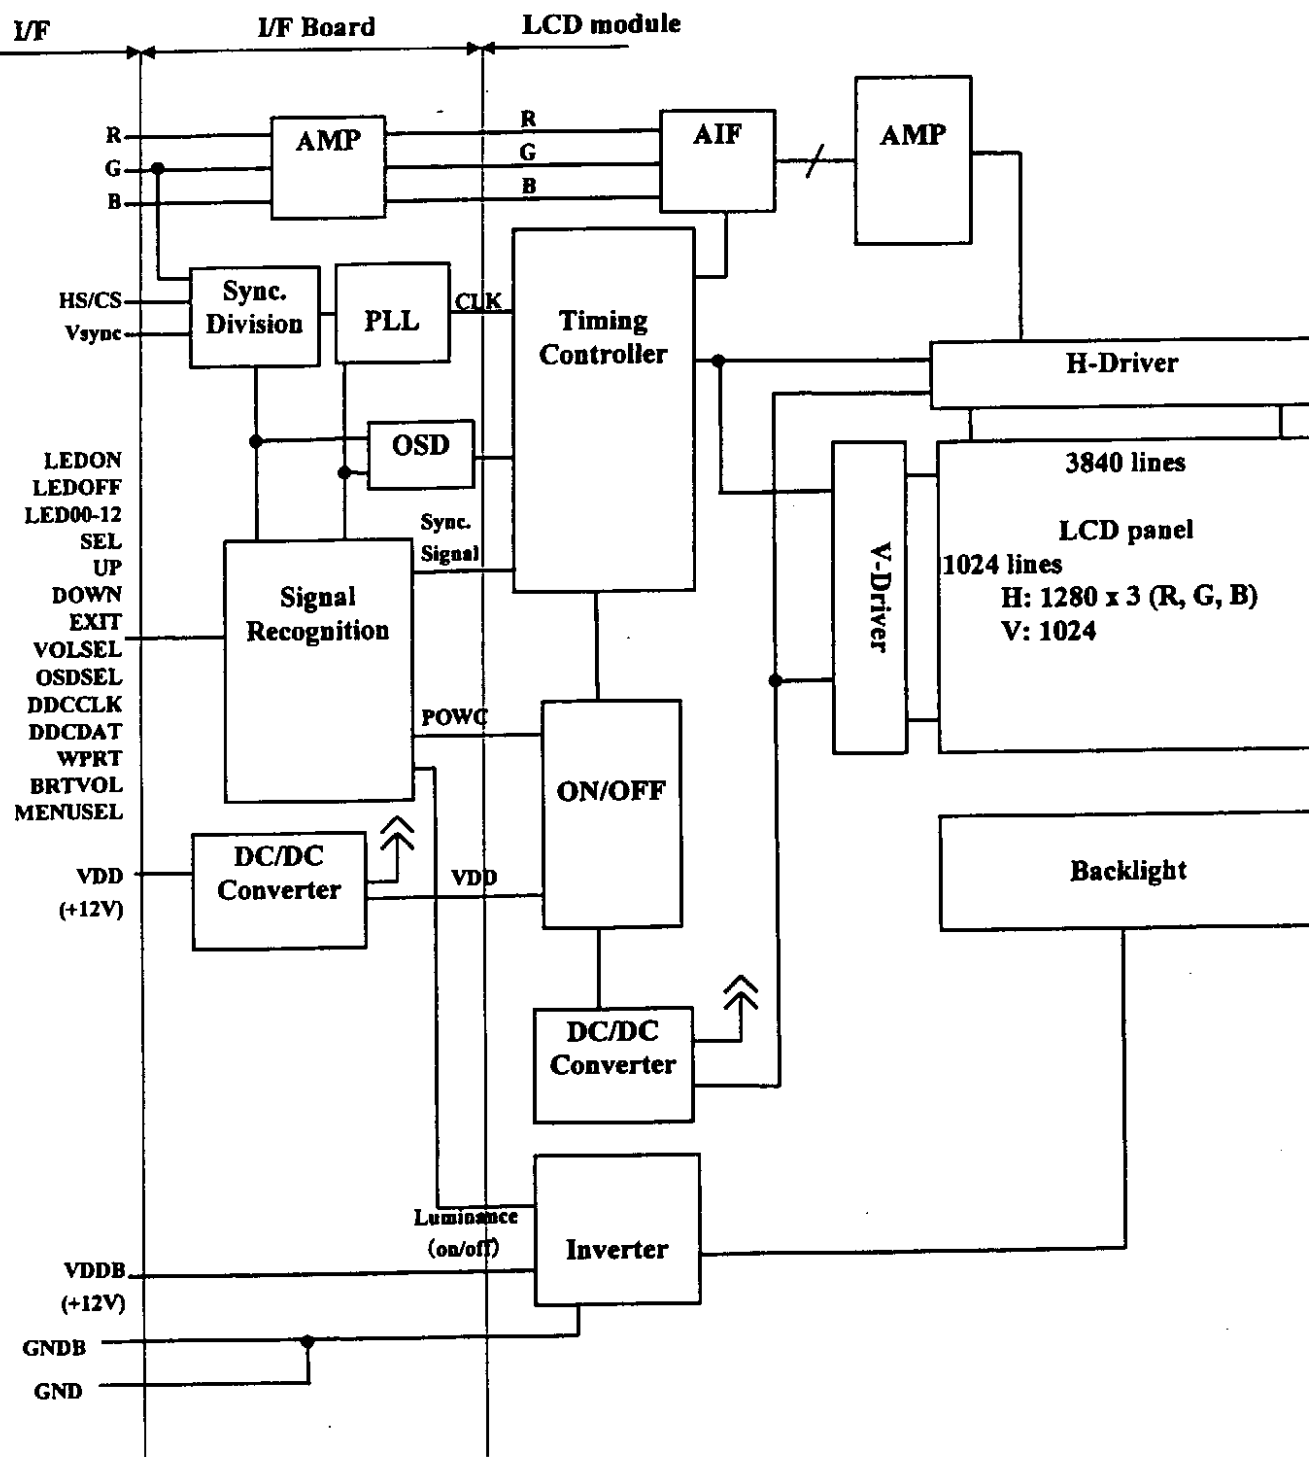 I/F
I/F Board
LCD module
R
G
B
AMP
R
G
B
AIF
AMP
HS/CS
Vsync
Sync.
Division
PLL
CLK
Timing
Controller
H-Driver
OSD
LEDON
LEDOFF
LED00-12
SEL
UP
DOWN
EXIT
VOLSEL
OSDSEL
DDCCLK
DDCDAT
WPRT
BRTVOL
MENUSEL
Sync.
Signal
Signal
Recognition
V-Driver
3840 lines
LCD panel
1024 lines
H: 1280 x 3 (R, G, B)
V: 1024
POWC
ON/OFF
VDD
(+12V)
DC/DC
Converter
VDD
Backlight
DC/DC
Converter
Luminance
(on/off)
Inverter
VDDB
(+12V)
GNDB
GND